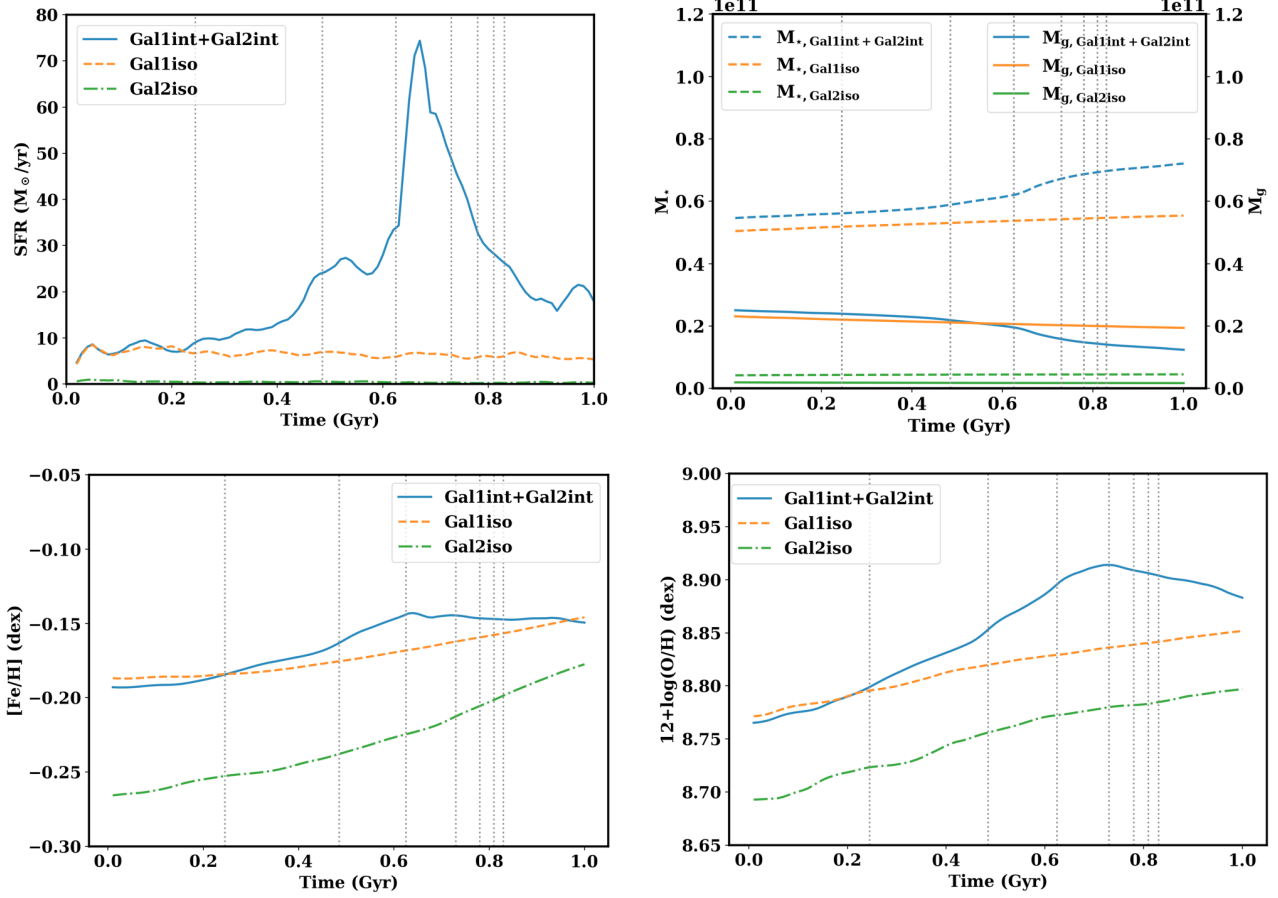 80
70
60
50
40
30
20
10
0
SFR (M⊙/yr)
Gal1int+Gal2int
Gal1iso
Gal2iso
0.0 0.2 0.4 0.6 0.8 1.0
Time (Gyr)
1e11 1e11
1.2
1.0
0.8
0.6
0.4
0.2
0.0
M⋆
M⋆, Gal1int + Gal2int
M⋆, Gal1iso
M⋆, Gal2iso
Mg, Gal1int + Gal2int
Mg, Gal1iso
Mg, Gal2iso
1.2
1.0
0.8
0.6
0.4
0.2
0.0
Mg
0.0 0.2 0.4 0.6 0.8 1.0
Time (Gyr)
−0.05
−0.10
−0.15
−0.20
−0.25
−0.30
[Fe/H] (dex)
Gal1int+Gal2int
Gal1iso
Gal2iso
0.0 0.2 0.4 0.6 0.8 1.0
Time (Gyr)
9.00
8.95
8.90
8.85
8.80
8.75
8.70
8.65
12+log(O/H) (dex)
Gal1int+Gal2int
Gal1iso
Gal2iso
0.0 0.2 0.4 0.6 0.8 1.0
Time (Gyr)